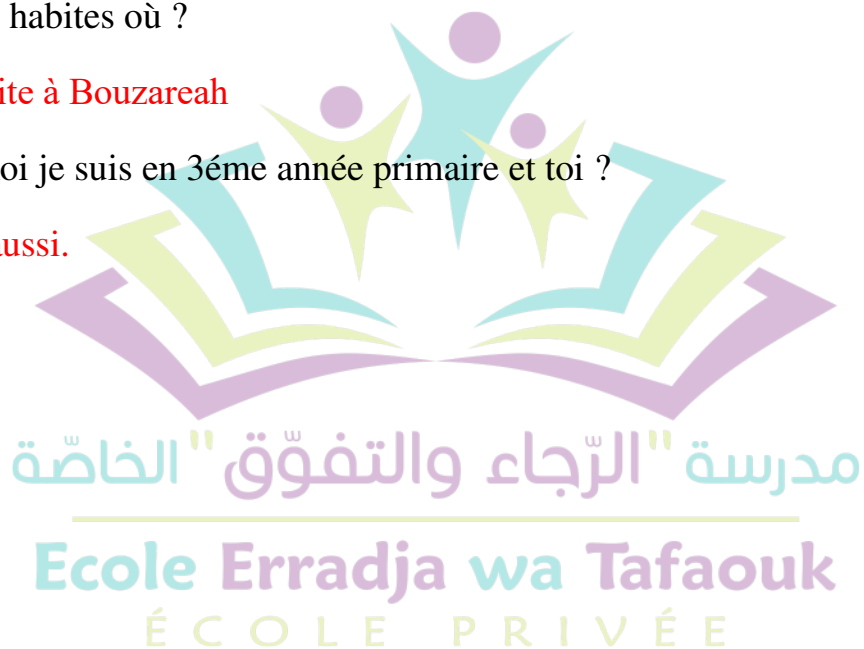 habites où ?
ite à Bouzareah
oi je suis en 3éme année primaire et toi ?
aussi.
مدرسة "الرّجاء والتفوّق" الخاصّة
Ecole Erradja wa Tafaouk
ÉCOLE PRIVÉE